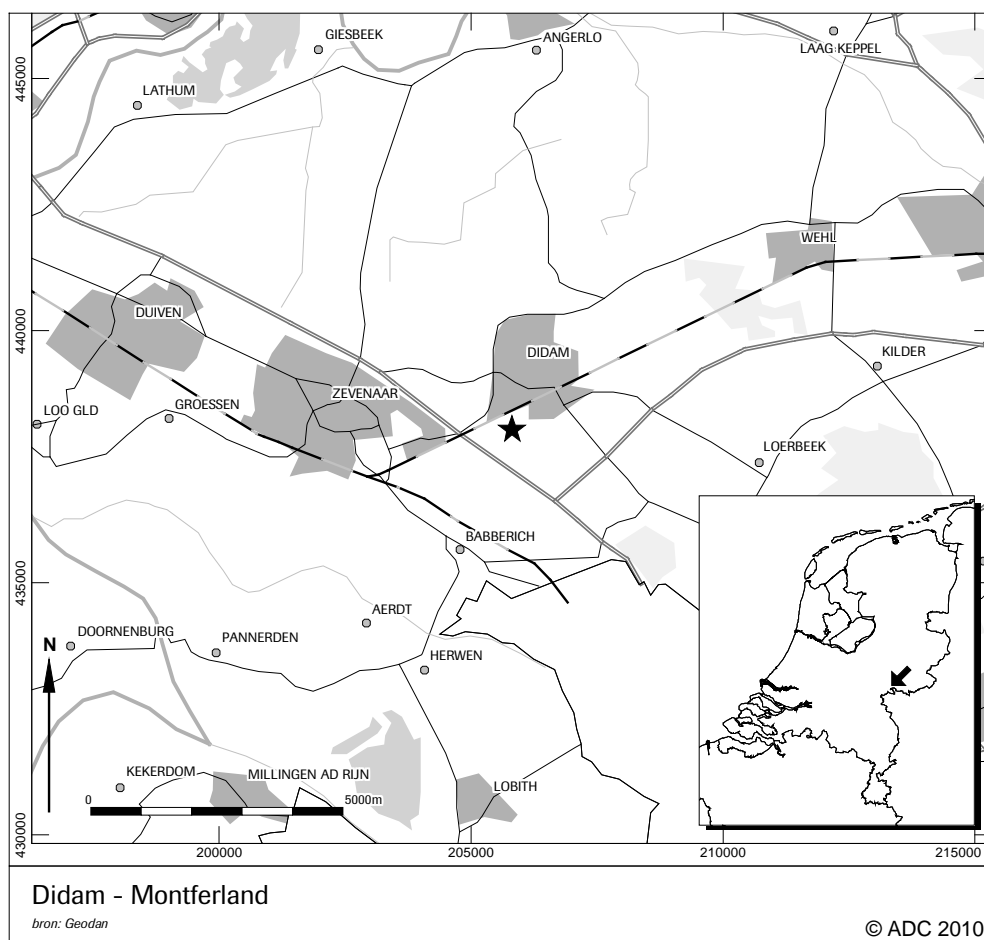 GIESBEEK
ANGERLO
LAAG KEPPEL
445000
LATHUM
WEHL
DUIVEN
440000
DIDAM
KILDER
ZEVENAAR
GROESSEN
LOO GLD
LOERBEEK
BABBERICH
435000
AERDT
DOORNENBURG
PANNERDEN
N
HERWEN
KEKERDOM
MILLINGEN AD RIJN
LOBITH
0
5000m
430000
200000
205000
210000
215000
Didam - Montferland
bron: Geodan
© ADC 2010